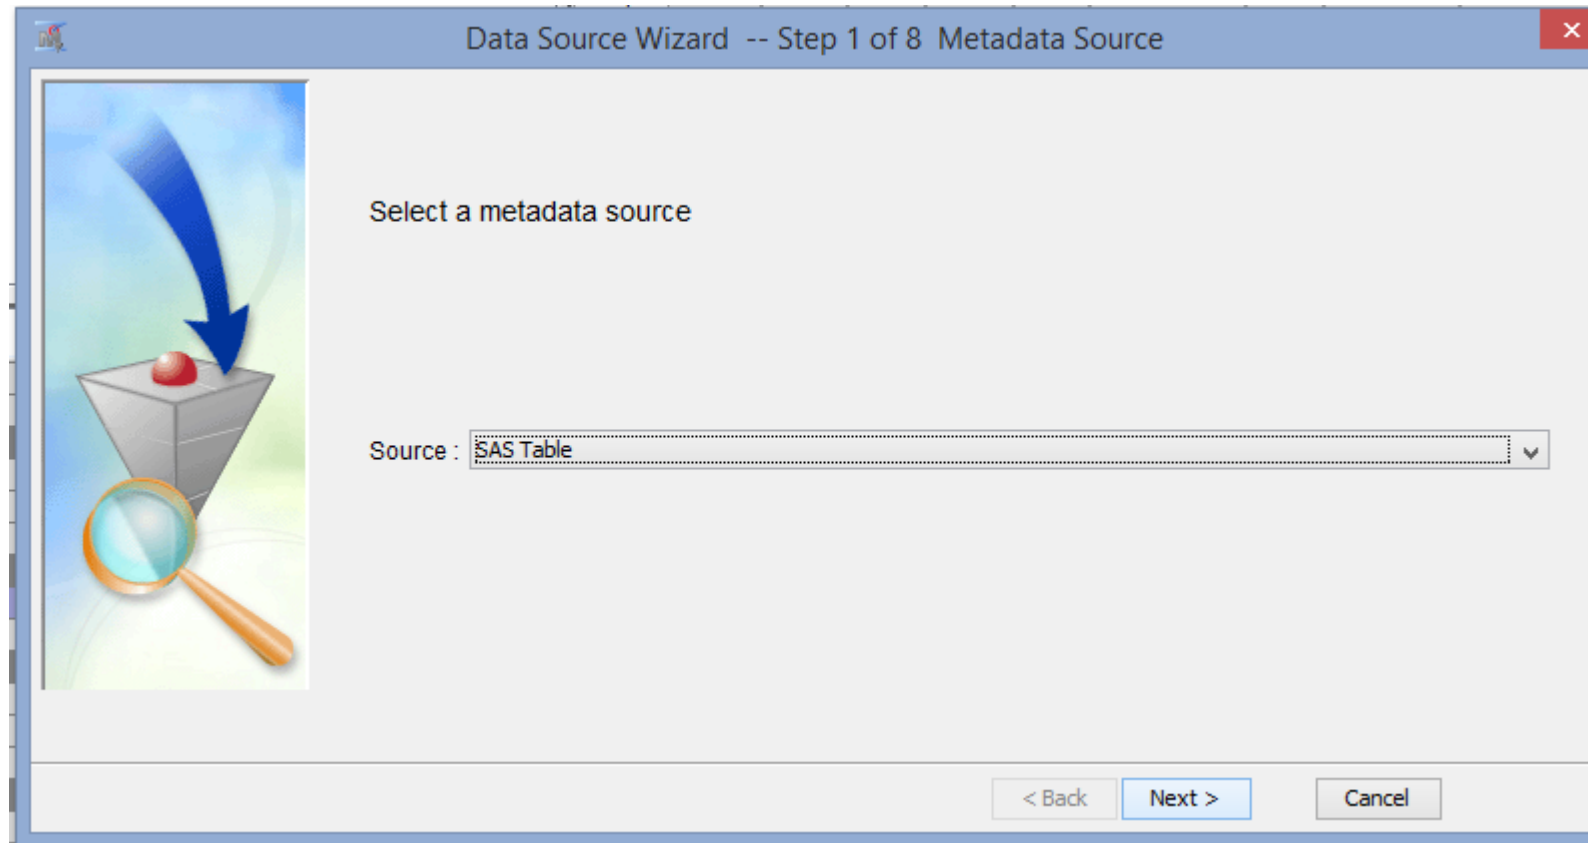 Data Source Wizard -- Step 1 of 8 Metadata Source
Select a metadata source
Source : SAS Table
< Back Next > Cancel